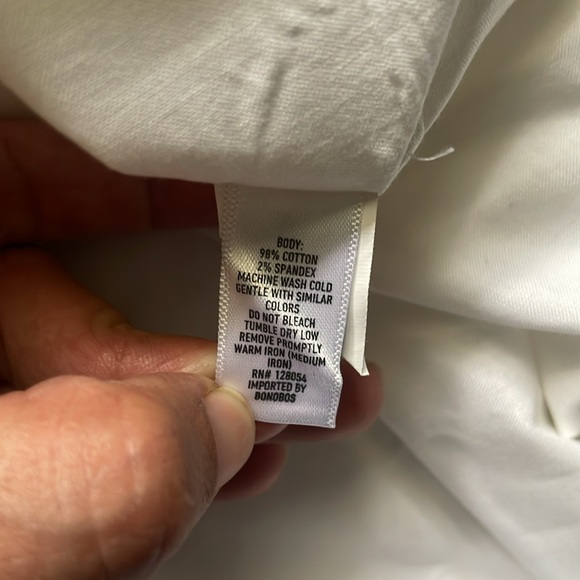 BODY:
98% COTTON
2% SPANDEX
MACHINE WASH COLD
GENTLE WITH SIMILAR
COLORS
DO NOT BLEACH
TUMBLE DRY LOW
REMOVE PROMPTLY
WARM IRON (MEDIUM
IRON)
RN# 128054
IMPORTED BY
BONOBOS